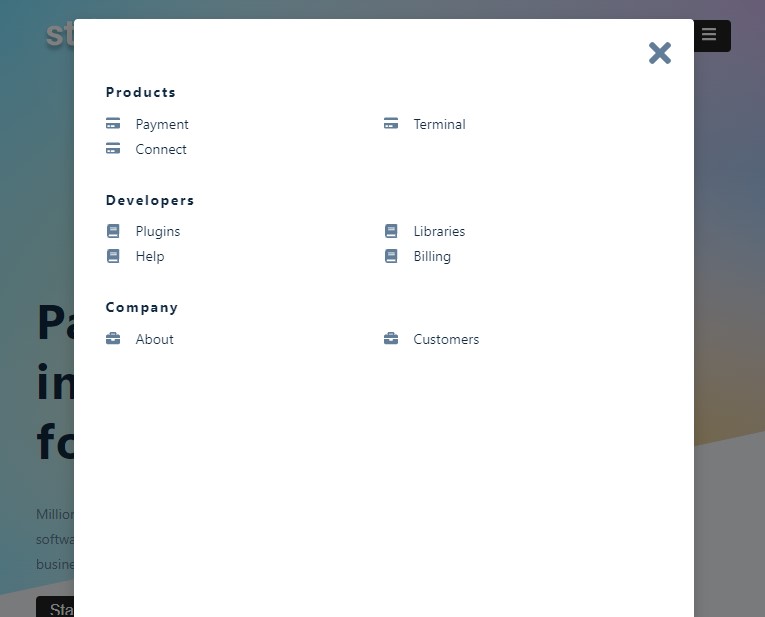 st
Products
Payment Terminal
Connect
Developers
Plugins Libraries
Help Billing
Company
About Customers
Pa
in
fo
Million
softwa
busine
Sta